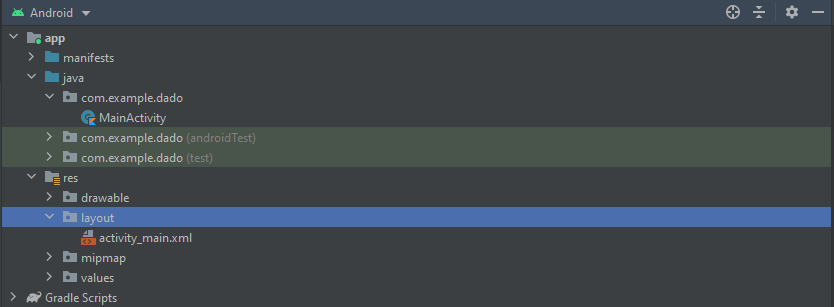 Android
app
manifests
java
com.example.dado
MainActivity
com.example.dado (androidTest)
com.example.dado (test)
res
drawable
layout
activity_main.xml
mipmap
values
Gradle Scripts